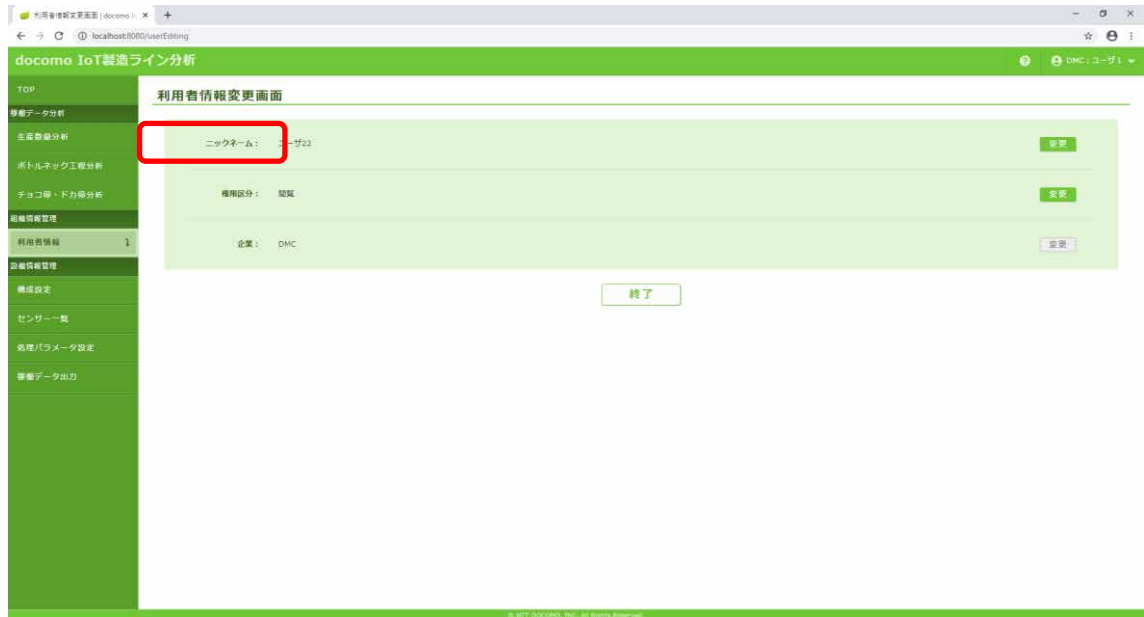 利用者情報変更画面 | docomo I
localhost:8080/userEditing
docomo IoT製造ライン分析
DMC : ユーザ1
TOP
利用者情報変更画面
稼働データ分析
生産数量分析
ニックネーム :
ユーザ22
変更
ボトルネック工程分析
チョコ停・ドカ停分析
権限区分 :
閲覧
変更
組織情報管理
利用者情報
企業 :
DMC
変更
設備情報管理
構成設定
終了
センサー一覧
処理パラメータ設定
稼働データ出力
© NTT DOCOMO, INC. All Rights Reserved.